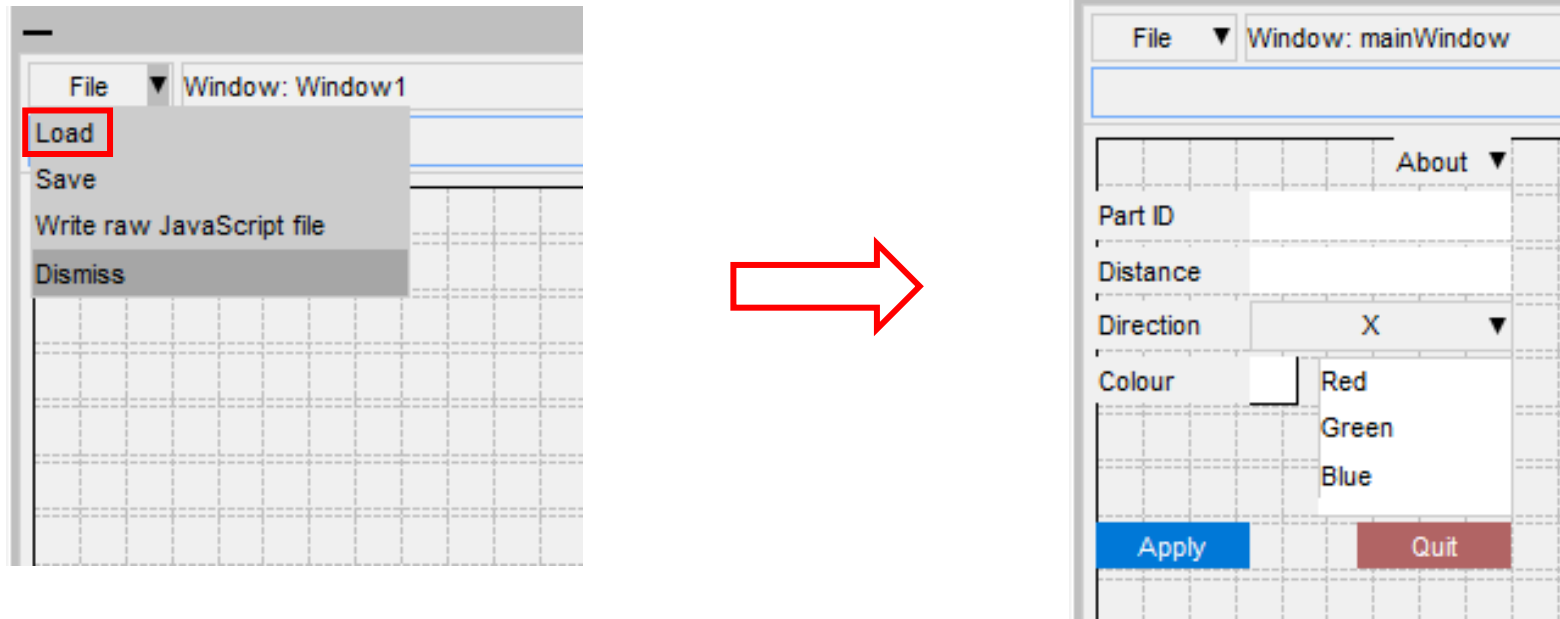 File ▼ Window: Window1
Load
Save
Write raw JavaScript file
Dismiss
File ▼ Window: mainWindow
About ▼
Part ID
Distance
Direction X ▼
Colour Red
Green
Blue
Apply Quit